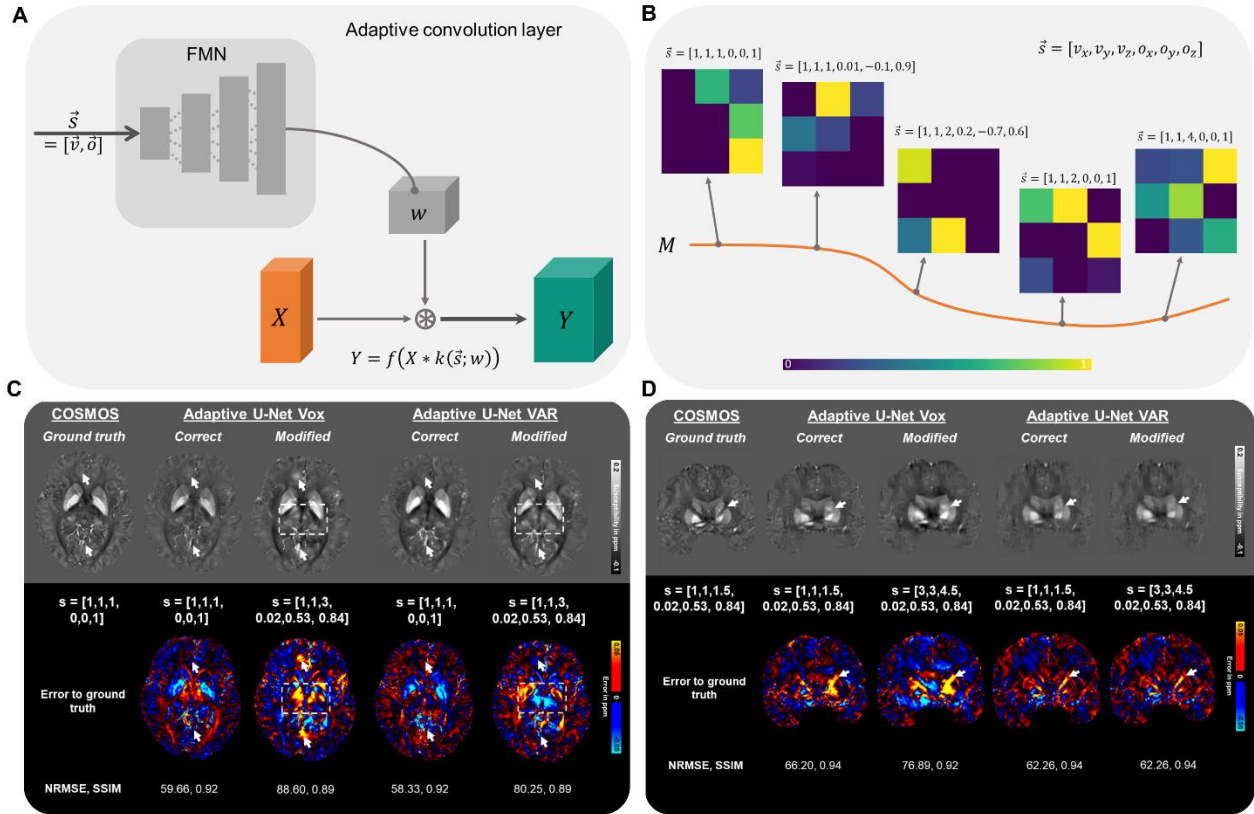 A
Adaptive convolution layer
FMN
s⃗
= [v⃗, o⃗]
w
X
⊛
Y
Y = f(X ∗ k(s⃗; w))
B
s⃗ = [v_x, v_y, v_z, o_x, o_y, o_z]
s⃗ = [1, 1, 1, 0, 0, 1]
s⃗ = [1, 1, 1, 0.01, −0.1, 0.9]
s⃗ = [1, 1, 2, 0.2, −0.7, 0.6]
s⃗ = [1, 1, 2, 0, 0, 1]
s⃗ = [1, 1, 4, 0, 0, 1]
M
0 1
C
COSMOS Adaptive U-Net Vox Adaptive U-Net VAR
Ground truth Correct Modified Correct Modified
0.2
Susceptibility in ppm
-0.1
s = [1,1,1, s = [1,1,1, s = [1,1,3, s = [1,1,1, s = [1,1,3,
0,0,1] 0,0,1] 0.02,0.53, 0.84] 0,0,1] 0.02,0.53, 0.84]
Error to ground
truth
0.05
0
Error in ppm
-0.05
NRMSE, SSIM 59.66, 0.92 88.60, 0.89 58.33, 0.92 80.25, 0.89
D
COSMOS Adaptive U-Net Vox Adaptive U-Net VAR
Ground truth Correct Modified Correct Modified
0.2
Susceptibility in ppm
-0.1
s = [1,1,1.5, s = [1,1,1.5, s = [3,3,4.5, s = [1,1,1.5, s = [3,3,4.5
0.02,0.53, 0.84] 0.02,0.53, 0.84] 0.02,0.53, 0.84] 0.02,0.53, 0.84] 0.02,0.53, 0.84]
Error to ground
truth
0.05
0
Error in ppm
-0.05
NRMSE, SSIM 66.20, 0.94 76.89, 0.92 62.26, 0.94 62.26, 0.94